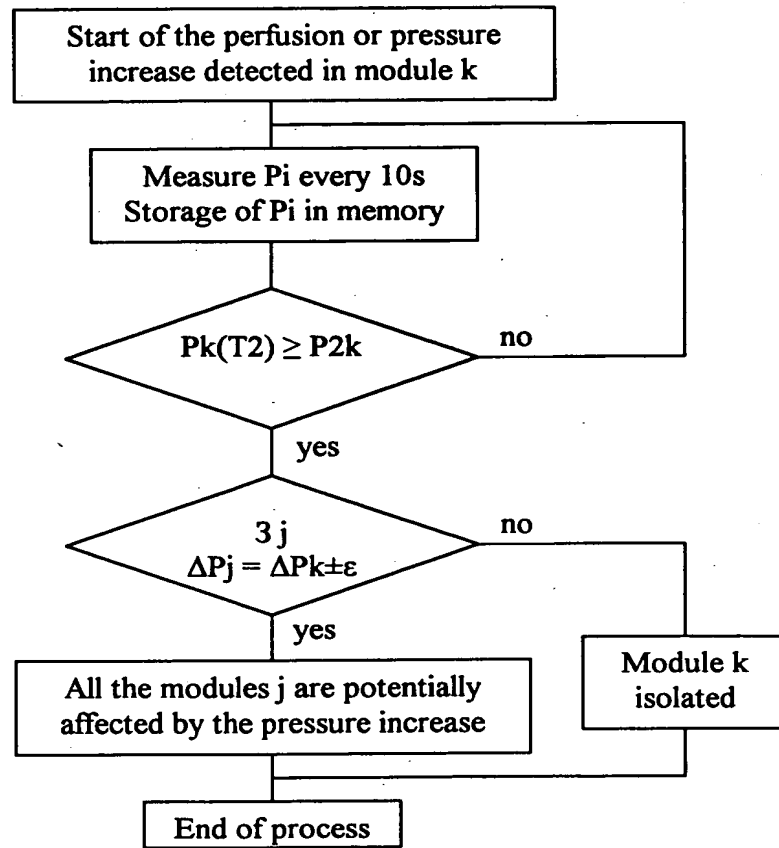 Start of the perfusion or pressure
increase detected in module k
Measure Pi every 10s
Storage of Pi in memory
Pk(T2) ≥ P2k
no
yes
3 j
ΔPj = ΔPk±ε
no
yes
All the modules j are potentially
affected by the pressure increase
Module k
isolated
End of process